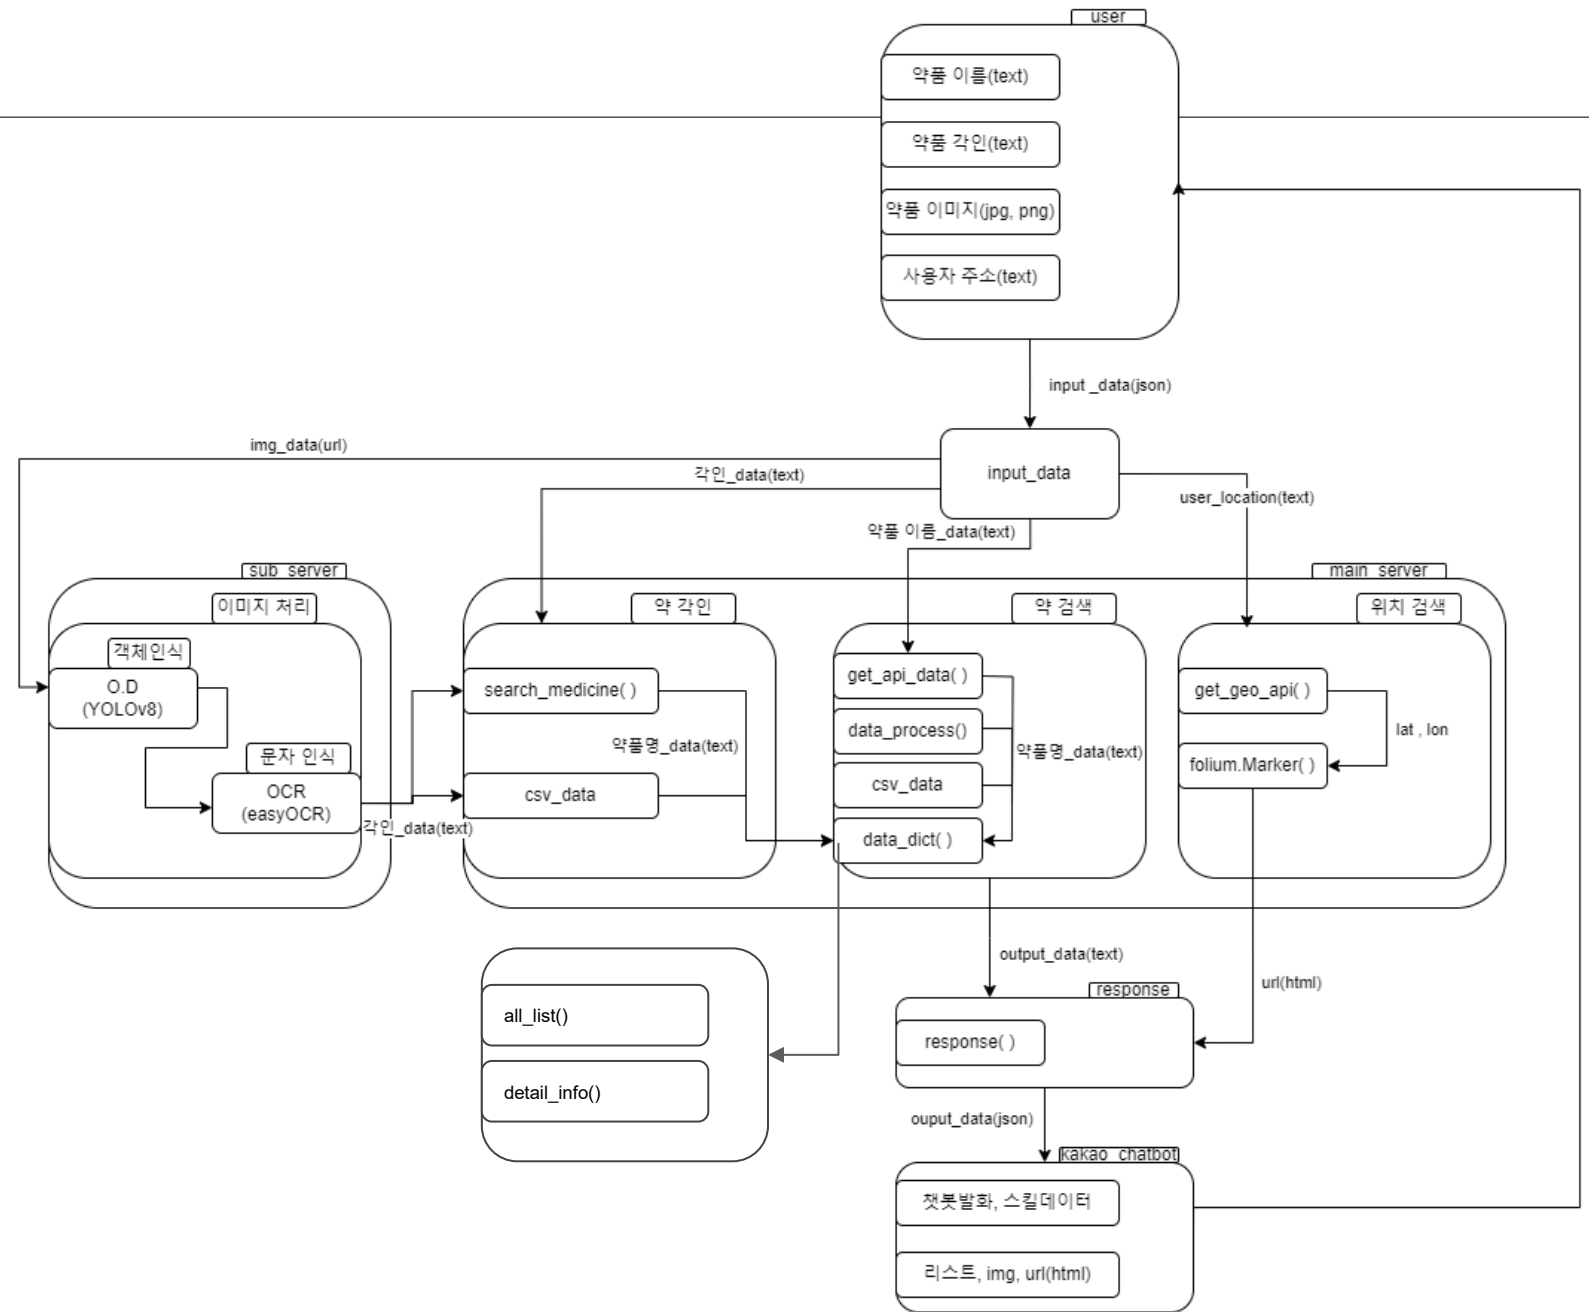 user
약품 이름(text)
약품 각인(text)
약품 이미지(jpg, png)
사용자 주소(text)
input _data(json)
input_data
img_data(url)
각인_data(text)
약품 이름_data(text)
user_location(text)
sub_server
이미지 처리
객체인식
O.D
(YOLOv8)
문자 인식
OCR
(easyOCR)
각인_data(text)
main_server
약 각인
search_medicine( )
약품명_data(text)
csv_data
약 검색
get_api_data( )
data_process()
약품명_data(text)
csv_data
data_dict( )
위치 검색
get_geo_api( )
lat , lon
folium.Marker( )
all_list()
detail_info()
output_data(text)
url(html)
response
response( )
ouput_data(json)
kakao_chatbot
챗봇발화, 스킬데이터
리스트, img, url(html)